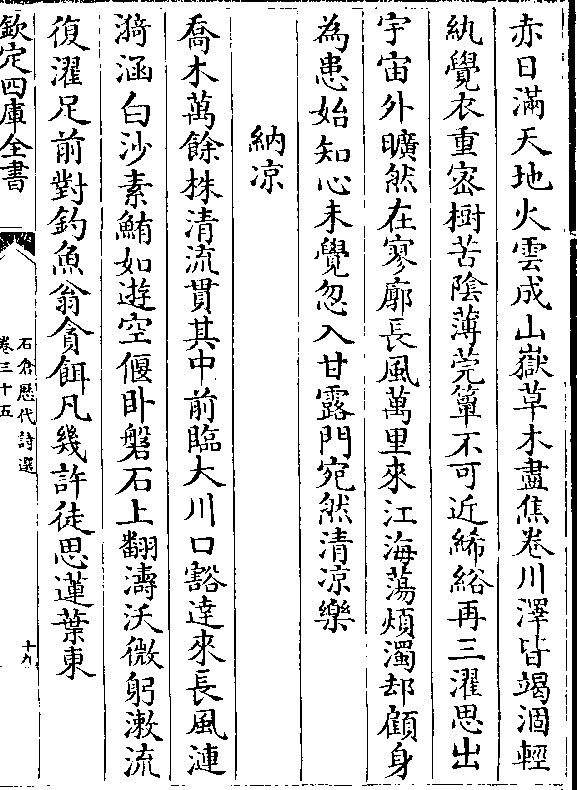 赤日滿天地火雲成山嶽草木盡焦卷川澤皆竭涸輕
紈覺衣重宻樹苦隂薄莞簟不可近絺綌再三濯思出
宇宙外曠然在寥廓長風萬里來江海蕩煩濁却顧身
為患始知心未覺忽入甘露門宛然清凉樂
納凉
喬木萬餘株清流貫其中前臨大川口豁達來長風漣
漪涵白沙素鮪如遊空偃卧盤石上翻濤沃微躬漱流
復濯足前對釣魚翁貪餌凡幾許徒思蓮葉東
欽定四庫全書
石倉歴代詩選
卷三十五
十九